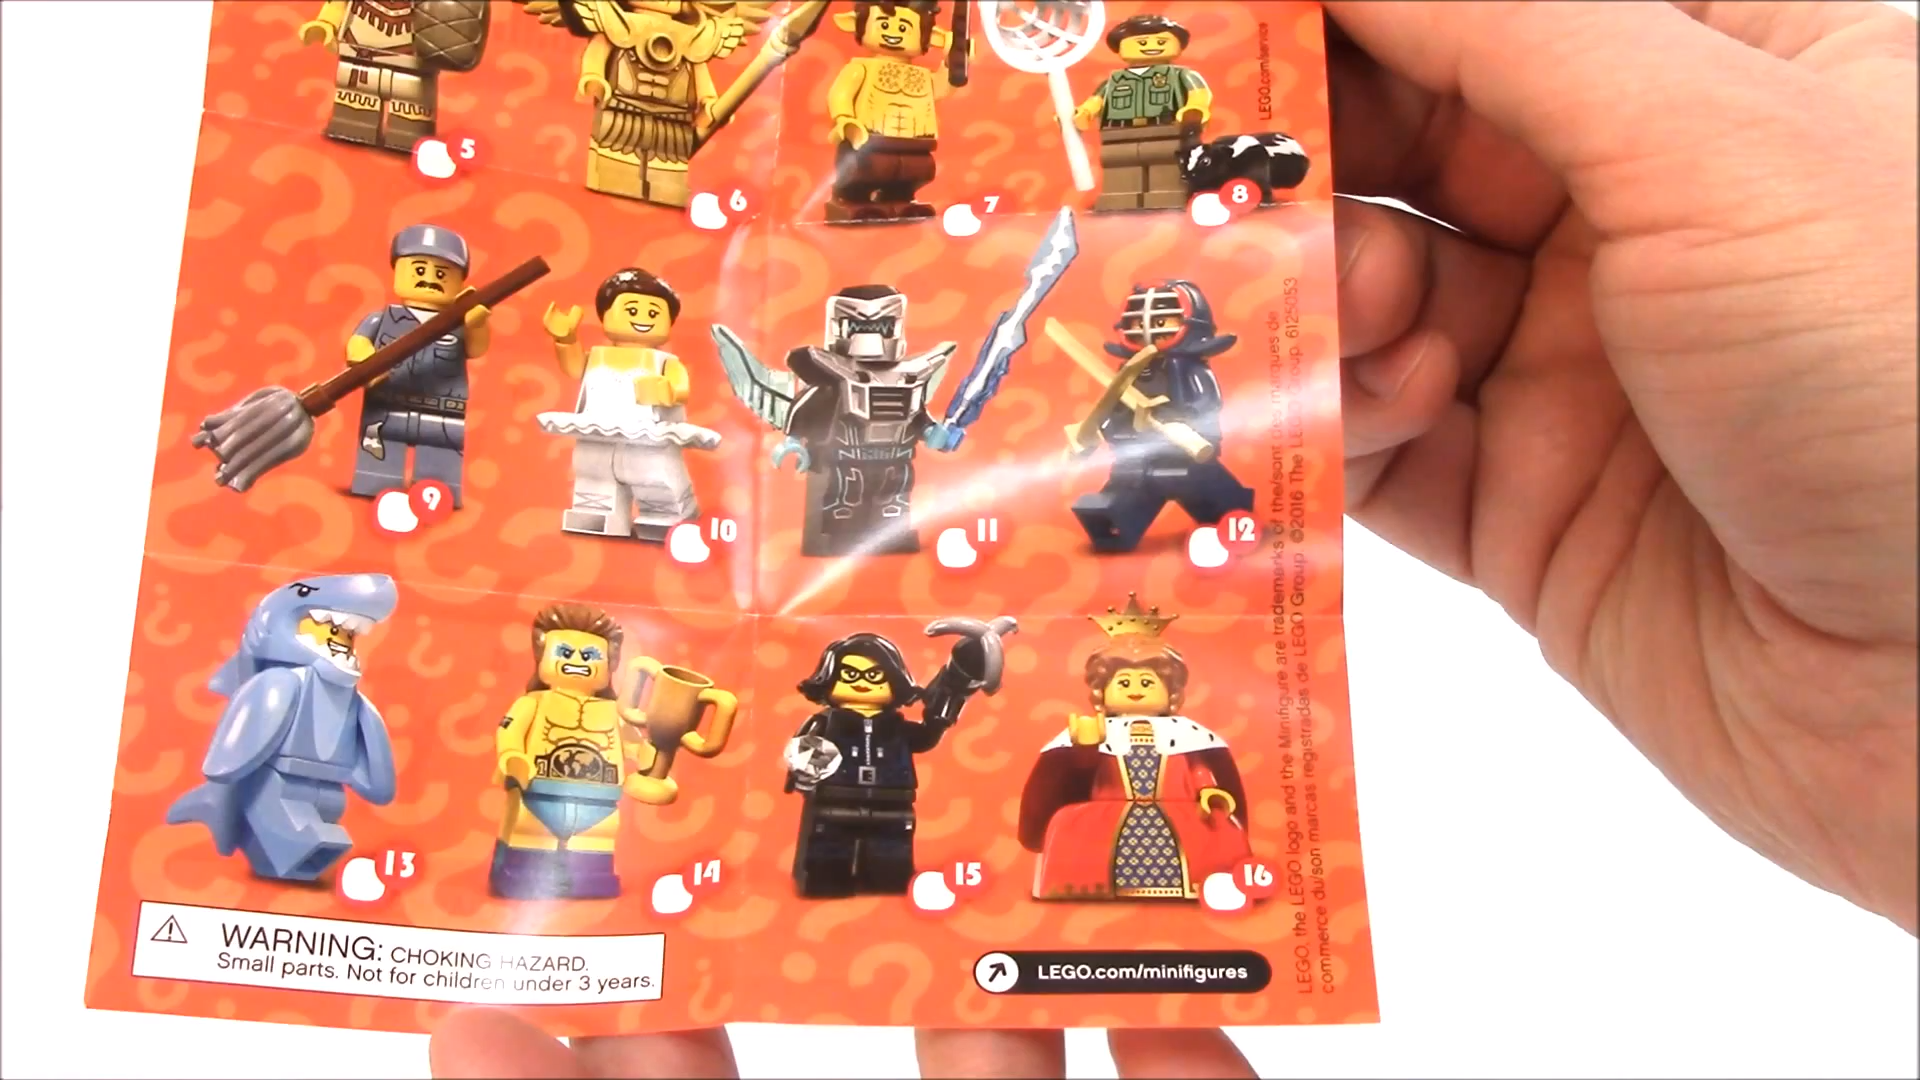 5
6
7
8
LEGO.com/service
9
10
11
12
13
14
15
16
WARNING: CHOKING HAZARD.
Small parts. Not for children under 3 years.
LEGO.com/minifigures
LEGO, the LEGO logo and the Minifigure are trademarks of the/sont des marques de
commerce du/son marcas registradas de LEGO Group. ©2016 The LEGO Group. 6125053